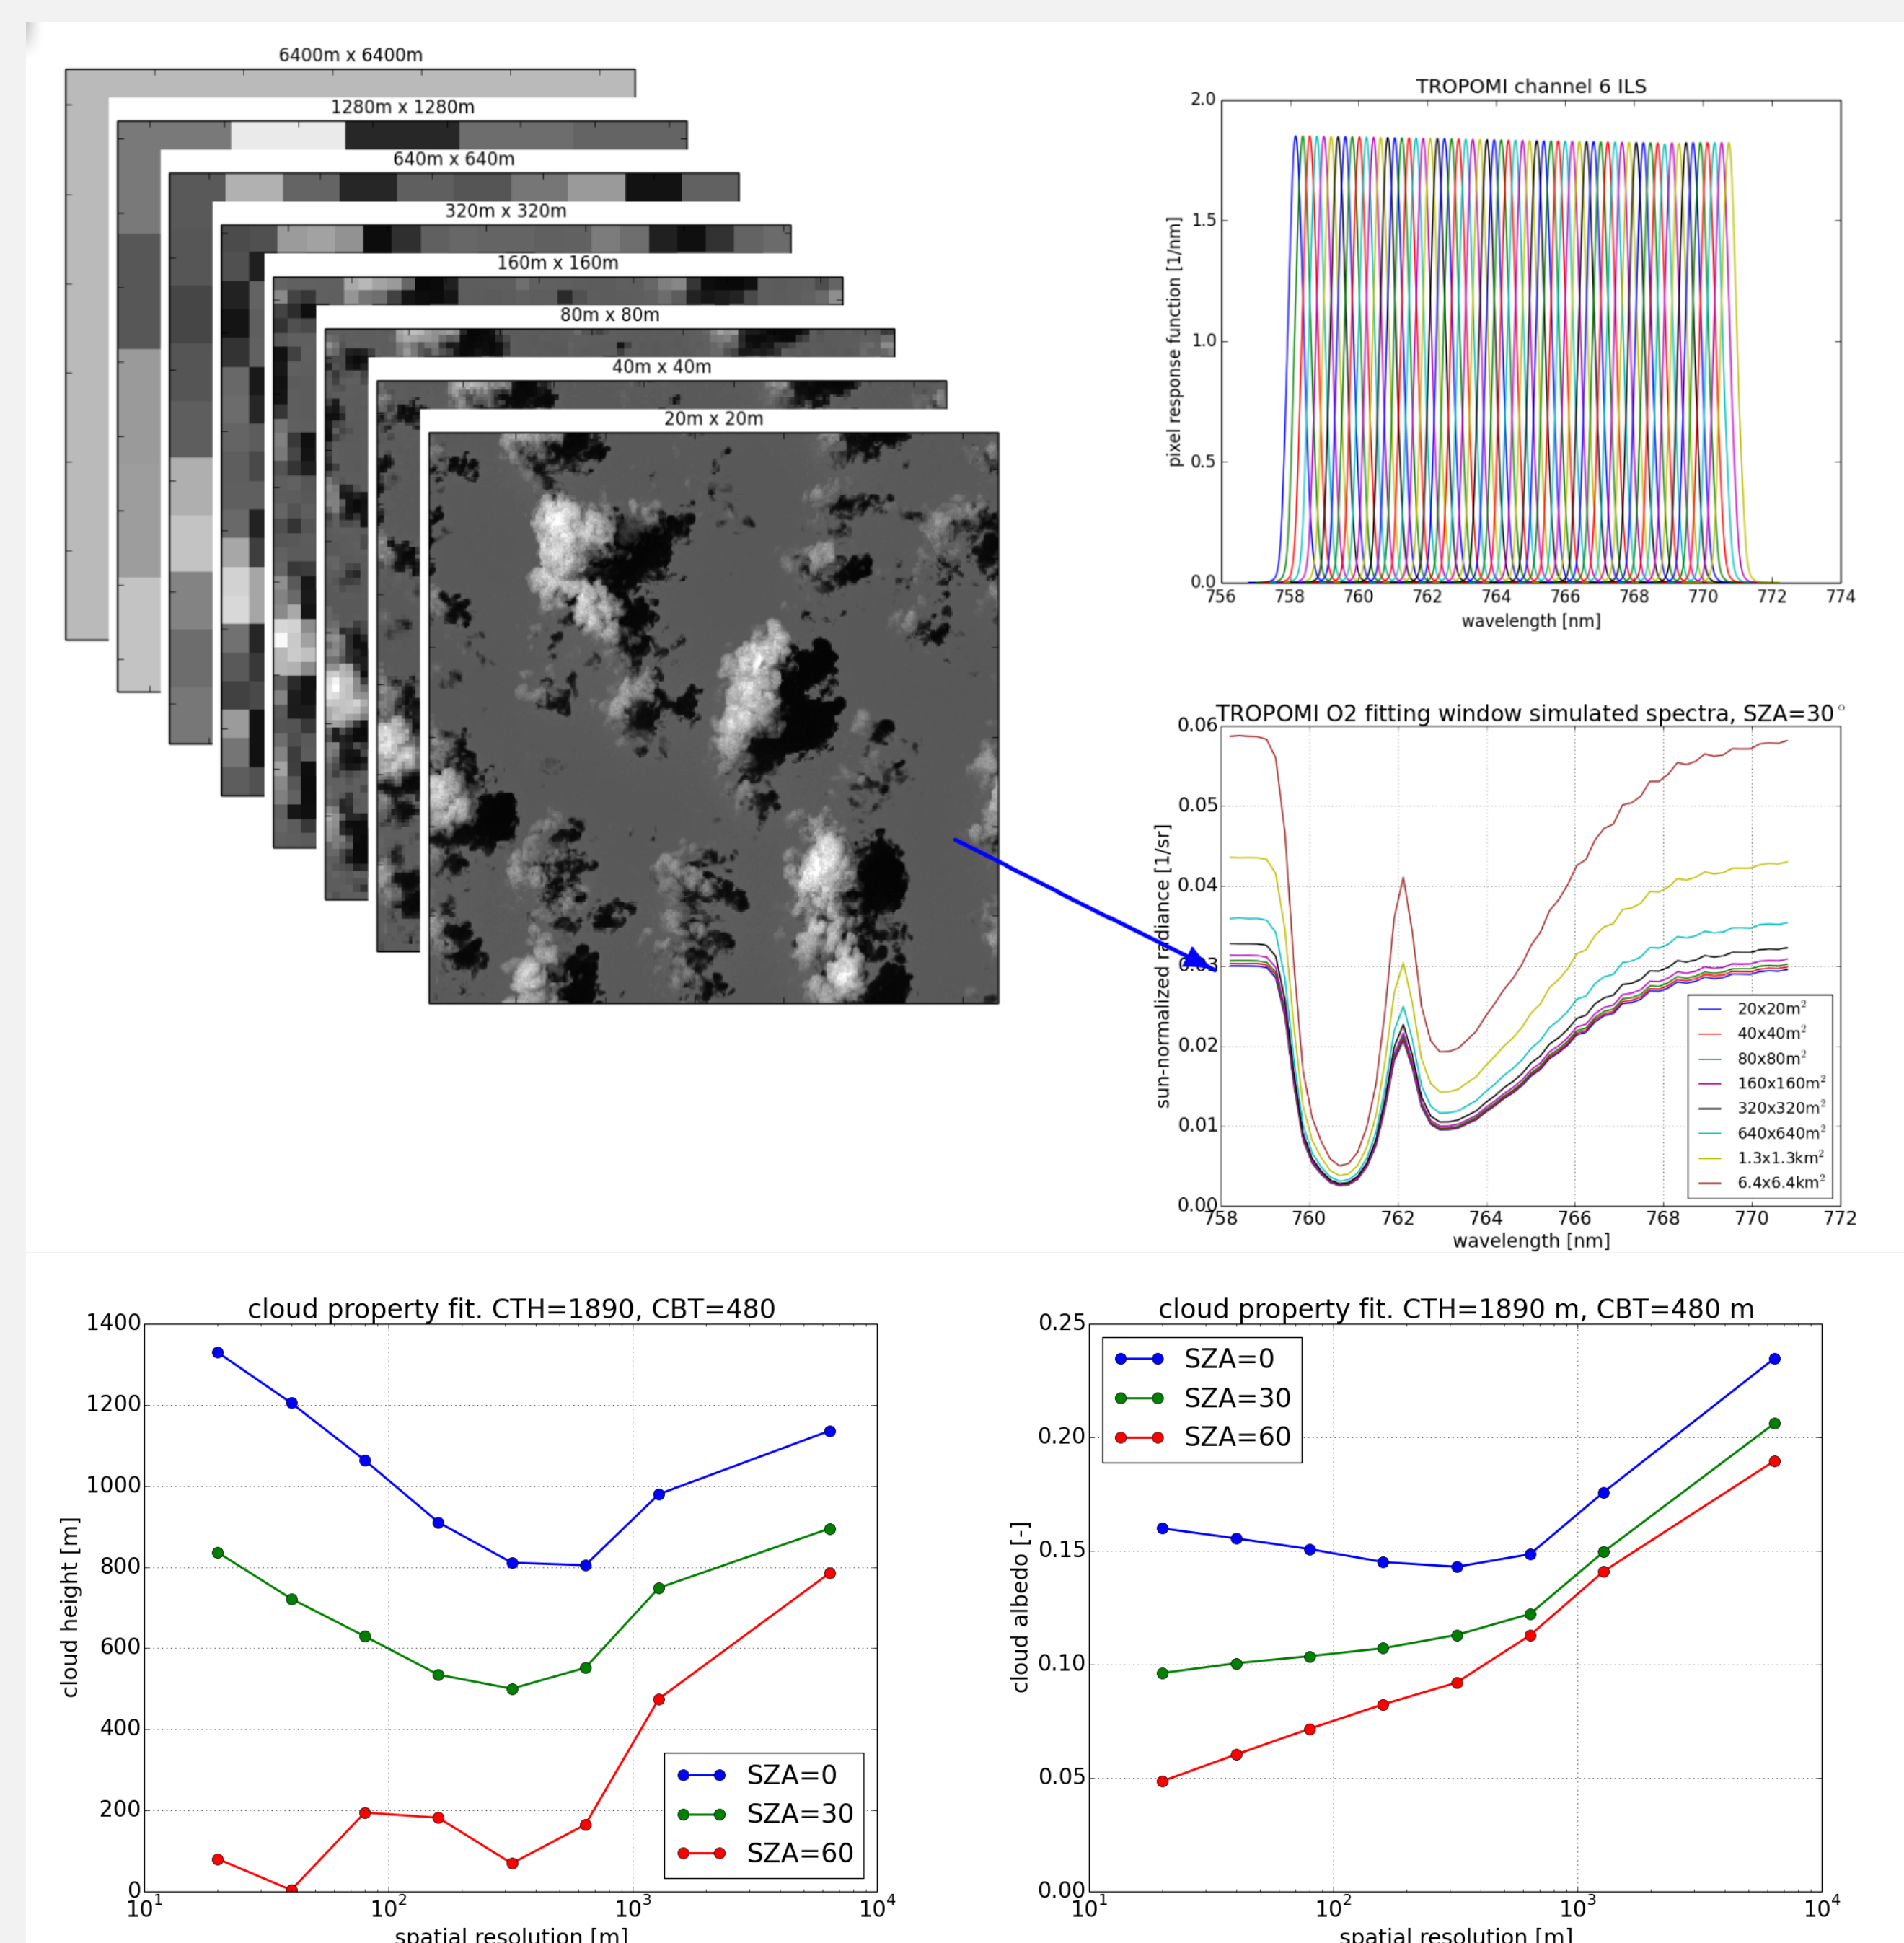 6400m x 6400m
1280m x 1280m
640m x 640m
320m x 320m
160m x 160m
80m x 80m
40m x 40m
20m x 20m
TROPOMI channel 6 ILS
2.0
1.5
1.0
0.5
0.0
pixel response function [1/nm]
756 758 760 762 764 766 768 770 772 774
wavelength [nm]
TROPOMI O2 fitting window simulated spectra, SZA=30°
0.06
0.05
0.04
0.03
0.02
0.01
0.00
sun-normalized radiance [1/sr]
20x20m²
40x40m²
80x80m²
160x160m²
320x320m²
640x640m²
1.3x1.3km²
6.4x6.4km²
758 760 762 764 766 768 770 772
wavelength [nm]
cloud property fit. CTH=1890, CBT=480
1400
1200
1000
800
600
400
200
0
cloud height [m]
SZA=0
SZA=30
SZA=60
10¹ 10² 10³ 10⁴
spatial resolution [m]
cloud property fit. CTH=1890 m, CBT=480 m
0.25
0.20
0.15
0.10
0.05
0.00
cloud albedo [-]
SZA=0
SZA=30
SZA=60
10¹ 10² 10³ 10⁴
spatial resolution [m]